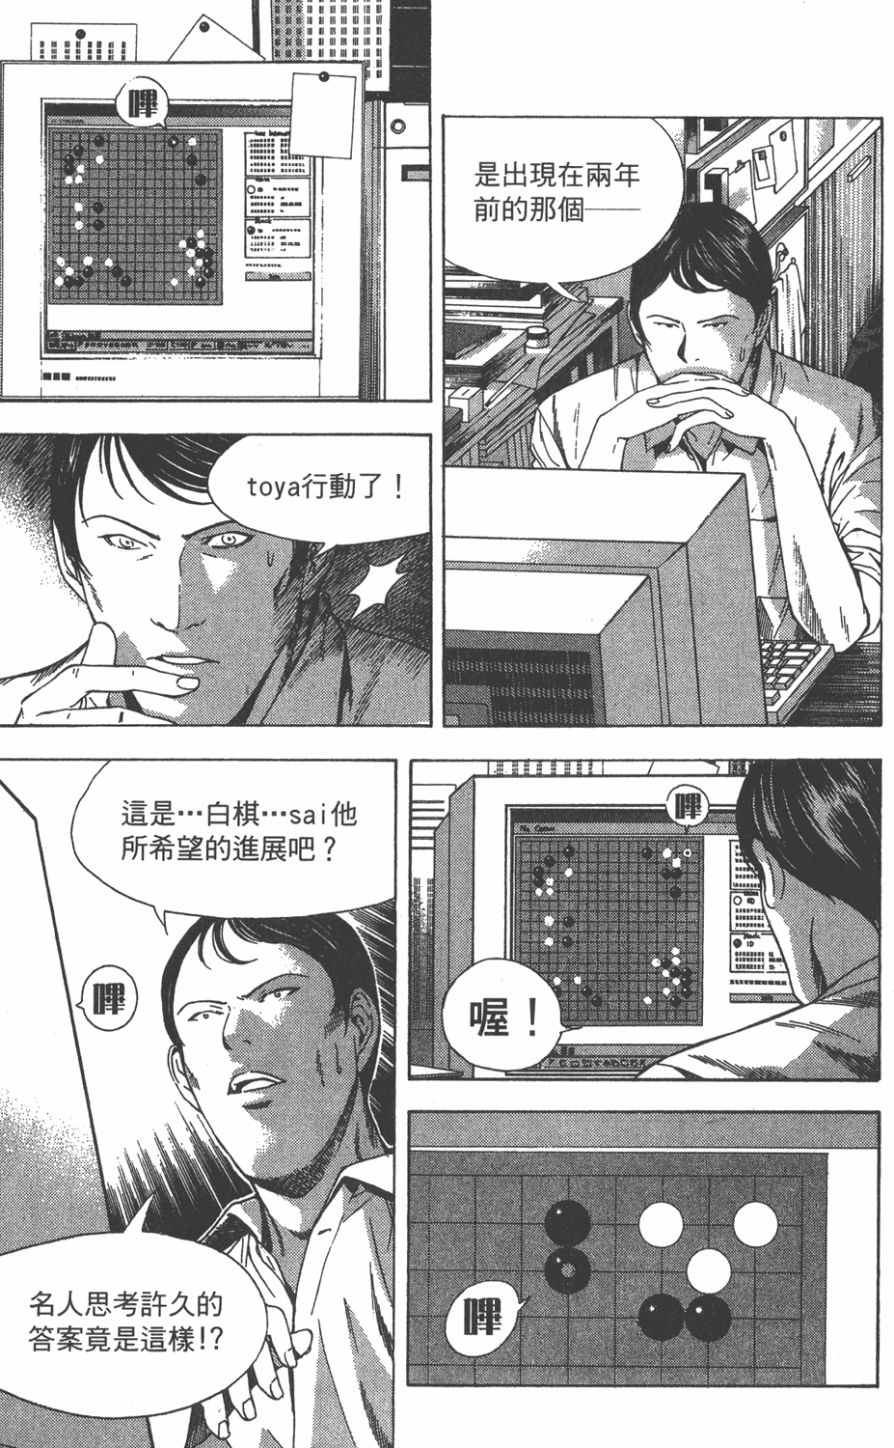 是出現在兩年
前的那個——
嗶
toya行動了！
嗶
喔！
嗶
這是…白棋…sai他
所希望的進展吧？
嗶
名人思考許久的
答案竟是這樣!?